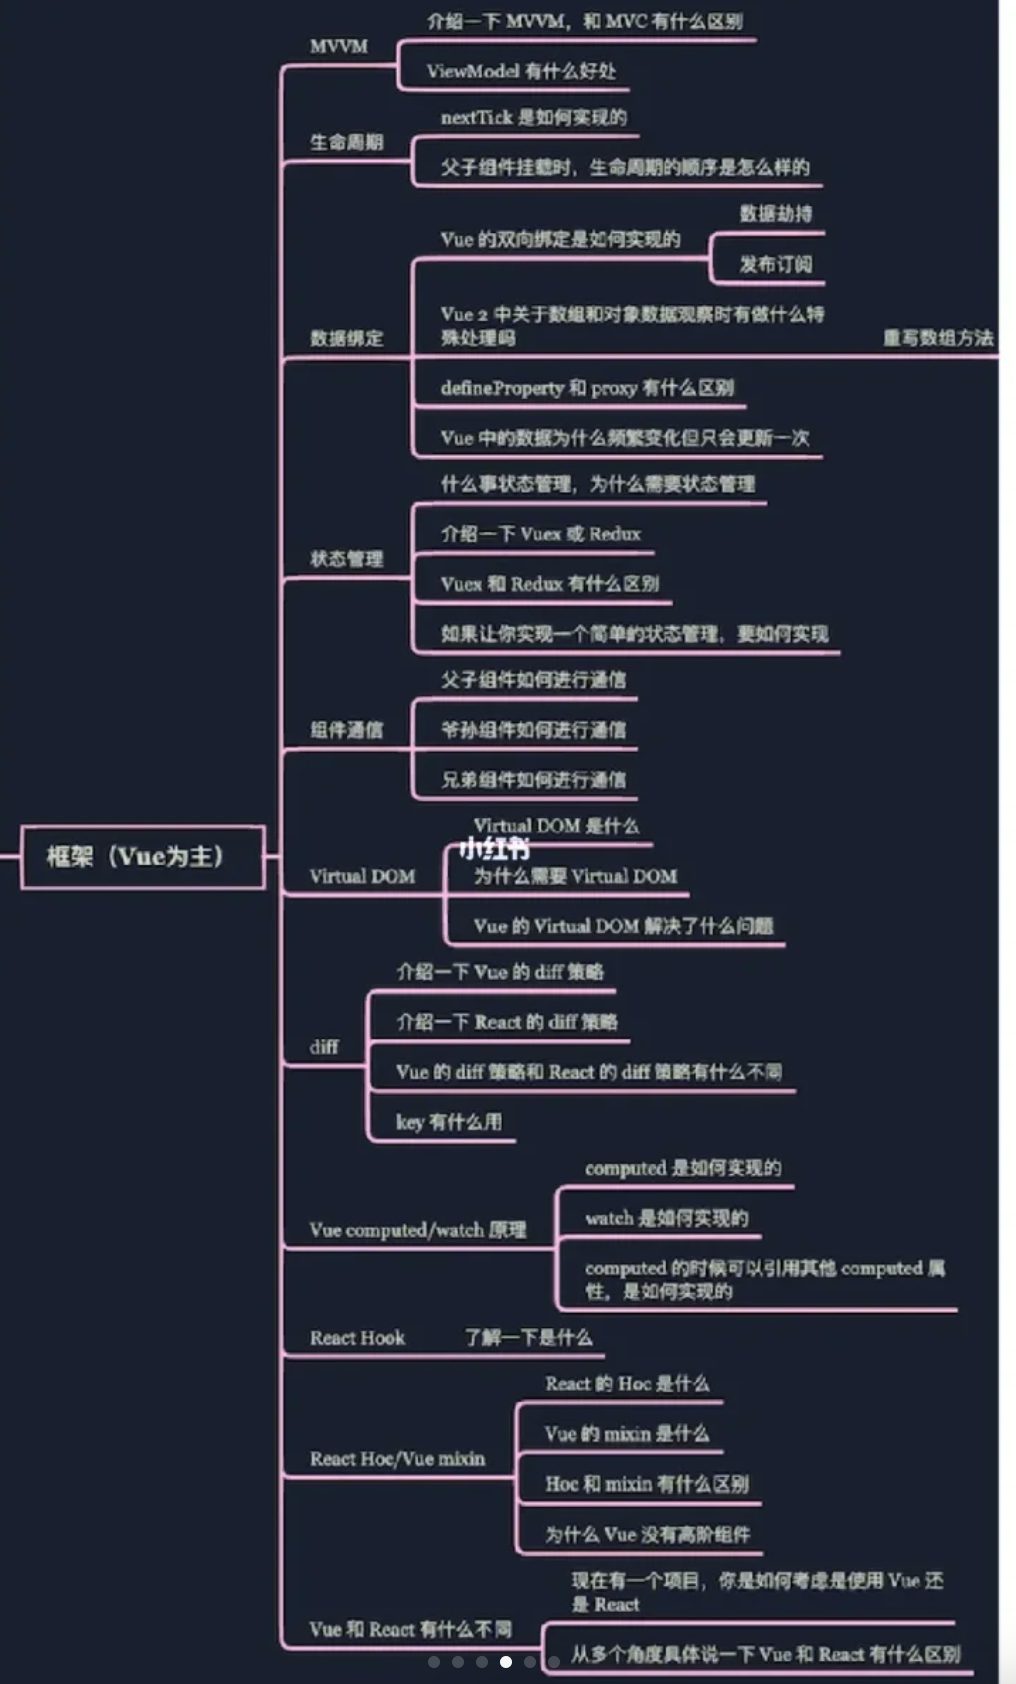 介绍一下 MVVM，和 MVC 有什么区别
MVVM
ViewModel 有什么好处
nextTick 是如何实现的
生命周期
父子组件挂载时，生命周期的顺序是怎么样的
数据劫持
Vue 的双向绑定是如何实现的
发布订阅
Vue 2 中关于数组和对象数据观察时有做什么特
殊处理吗
重写数组方法
数据绑定
defineProperty 和 proxy 有什么区别
Vue 中的数据为什么频繁变化但只会更新一次
什么事状态管理，为什么需要状态管理
介绍一下 Vuex 或 Redux
状态管理
Vuex 和 Redux 有什么区别
如果让你实现一个简单的状态管理，要如何实现
父子组件如何进行通信
组件通信
爷孙组件如何进行通信
兄弟组件如何进行通信
Virtual DOM 是什么
小红书
框架（Vue为主）
Virtual DOM
为什么需要 Virtual DOM
Vue 的 Virtual DOM 解决了什么问题
介绍一下 Vue 的 diff 策略
介绍一下 React 的 diff 策略
diff
Vue 的 diff 策略和 React 的 diff 策略有什么不同
key 有什么用
computed 是如何实现的
Vue computed/watch 原理
watch 是如何实现的
computed 的时候可以引用其他 computed 属
性，是如何实现的
React Hook
了解一下是什么
React 的 Hoc 是什么
Vue 的 mixin 是什么
React Hoc/Vue mixin
Hoc 和 mixin 有什么区别
为什么 Vue 没有高阶组件
现在有一个项目，你是如何考虑是使用 Vue 还
是 React
Vue 和 React 有什么不同
从多个角度具体说一下 Vue 和 React 有什么区别